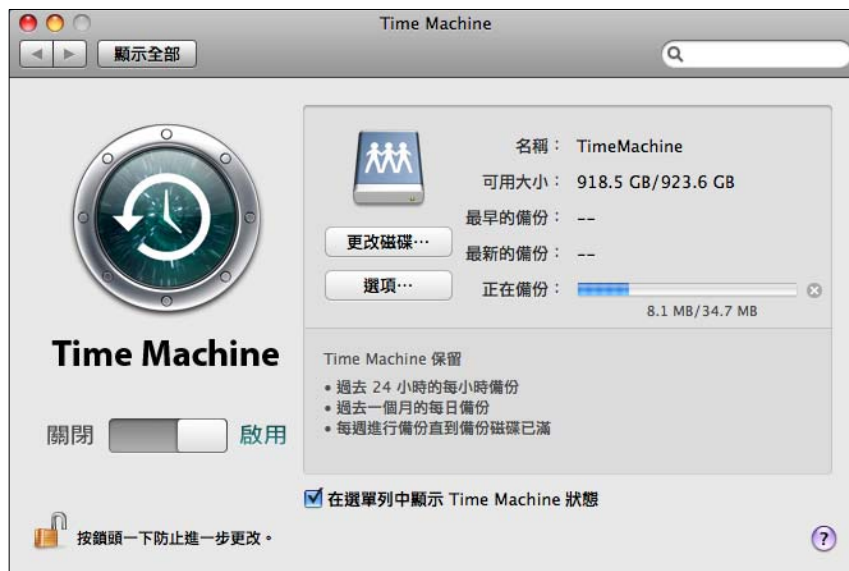 Time Machine
顯示全部
名稱： TimeMachine
可用大小： 918.5 GB/923.6 GB
最早的備份： --
更改磁碟⋯
最新的備份： --
選項⋯
正在備份：
8.1 MB/34.7 MB
Time Machine
Time Machine 保留
• 過去 24 小時的每小時備份
• 過去一個月的每日備份
• 每週進行備份直到備份磁碟已滿
關閉 啟用
在選單列中顯示 Time Machine 狀態
按鎖頭一下防止進一步更改。
?